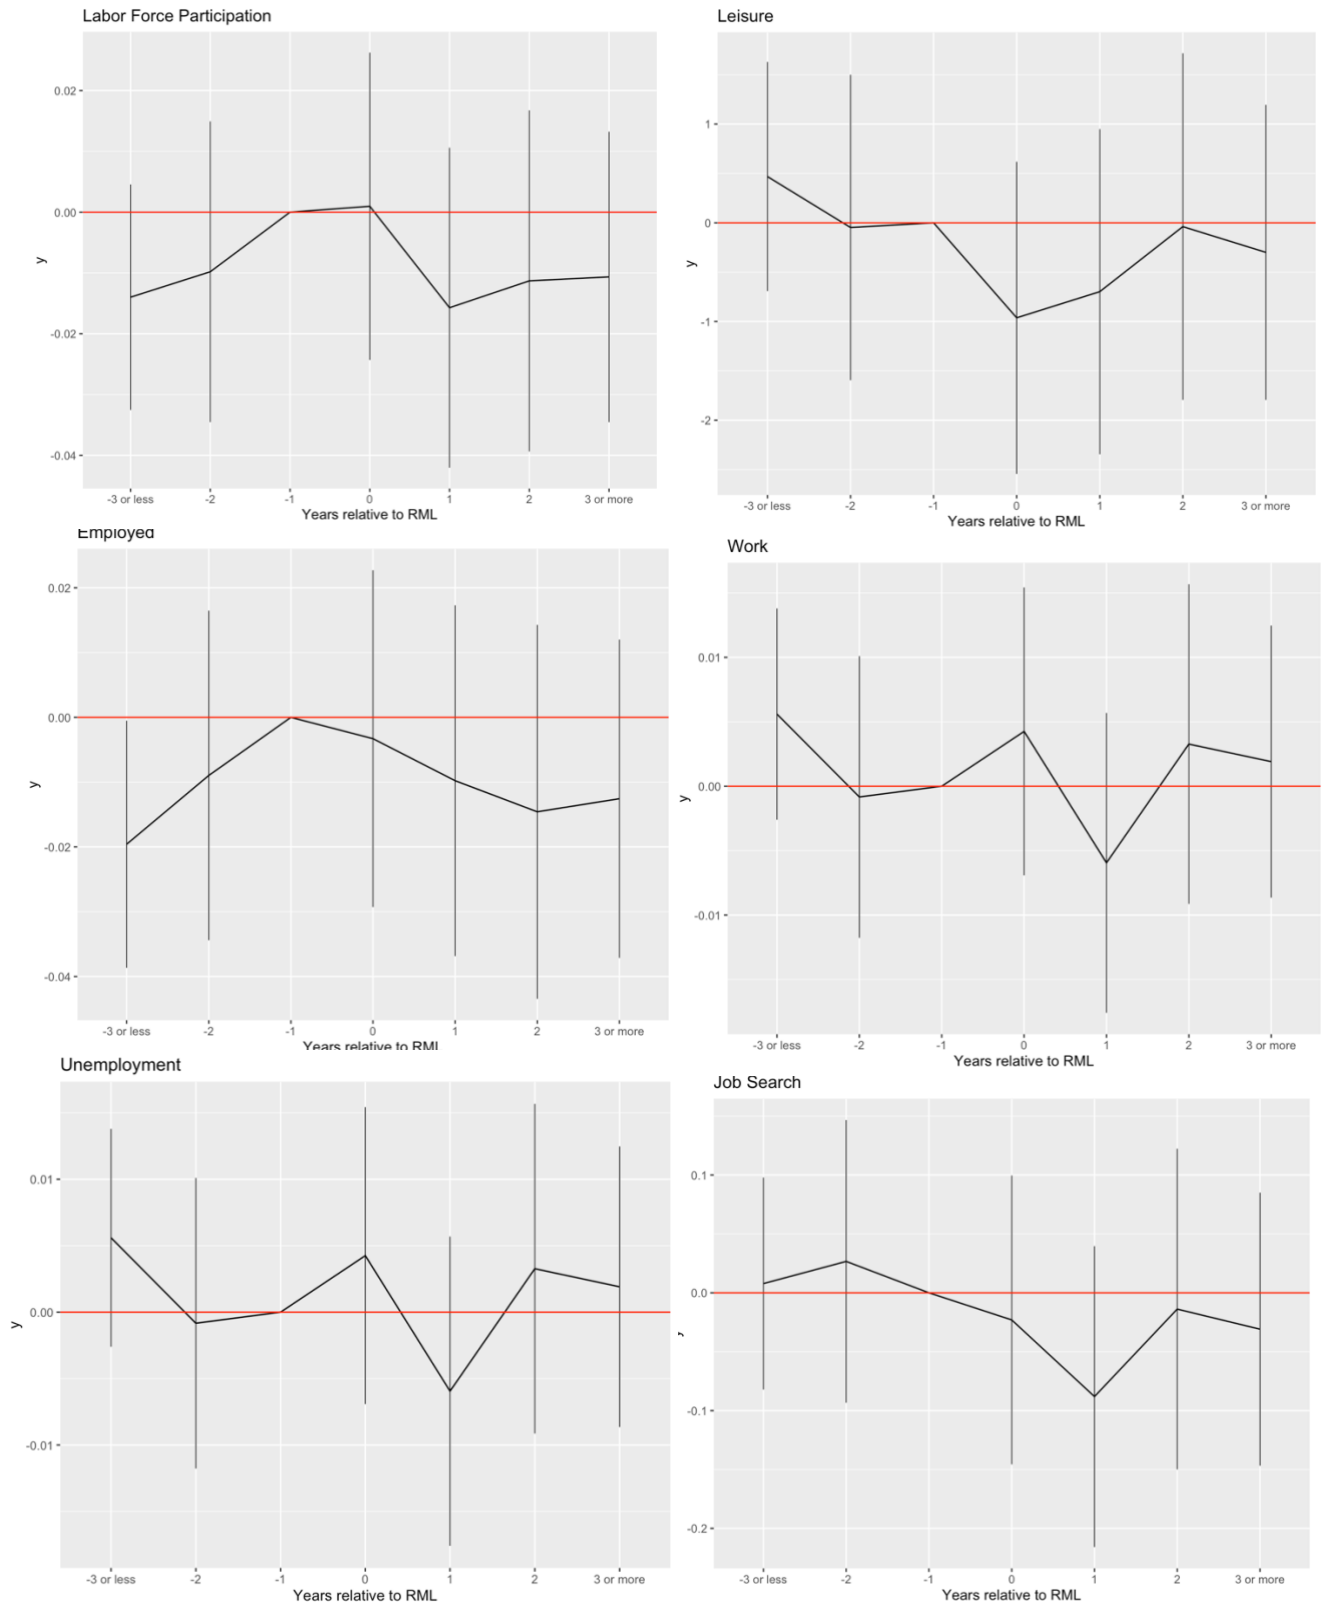 Labor Force Participation
0.02
0.00
-0.02
-0.04
y
-3 or less -2 -1 0 1 2 3 or more
Years relative to RML
Leisure
1
0
-1
-2
y
-3 or less -2 -1 0 1 2 3 or more
Years relative to RML
Employed
0.02
0.00
-0.02
-0.04
y
-3 or less -2 -1 0 1 2 3 or more
Years relative to RML
Work
0.01
0.00
-0.01
y
-3 or less -2 -1 0 1 2 3 or more
Years relative to RML
Unemployment
0.01
0.00
-0.01
y
-3 or less -2 -1 0 1 2 3 or more
Years relative to RML
Job Search
0.1
0.0
-0.1
-0.2
y
-3 or less -2 -1 0 1 2 3 or more
Years relative to RML